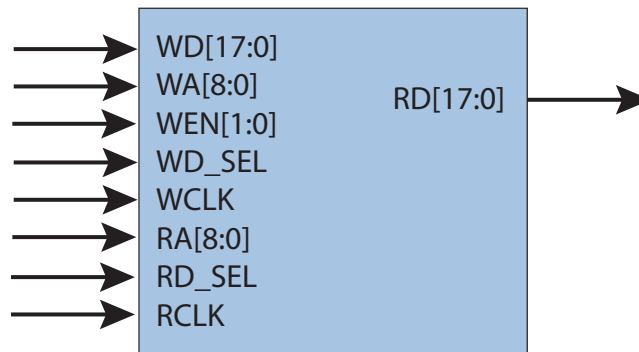 WD[17:0]
WA[8:0]
WEN[1:0]
WD_SEL
WCLK
RA[8:0]
RD_SEL
RCLK
RD[17:0]